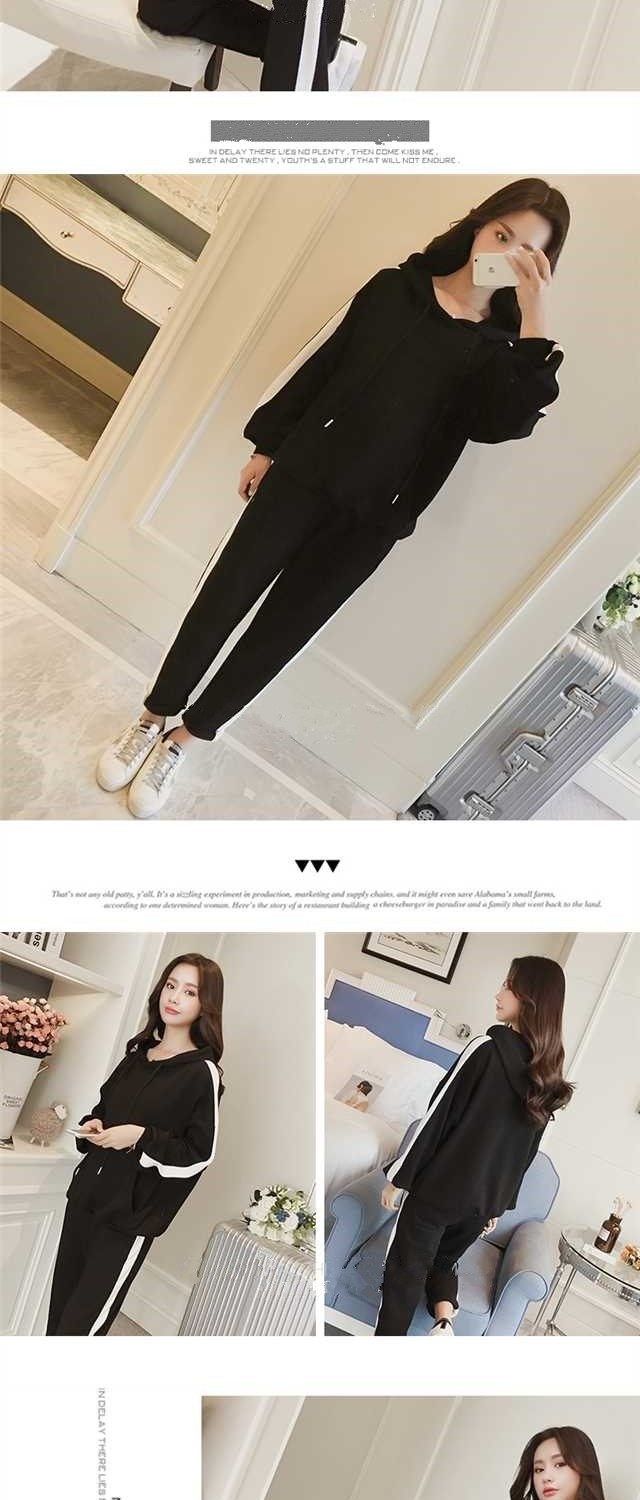 IN DELAY THERE LIES NO PLENTY , THEN COME KISS ME ,
SWEET AND TWENTY , YOUTH'S A STUFF THAT WILL NOT ENDURE .
That's not any old patty, y'all. It's a sizzling experiment in production, marketing and supply chains, and it might even save Alabama's small farms,
according to one determined woman. Here's the story of a restaurant building a cheeseburger in paradise and a family that went back to the land.
FLOWER
IN DELAY THERE LIES